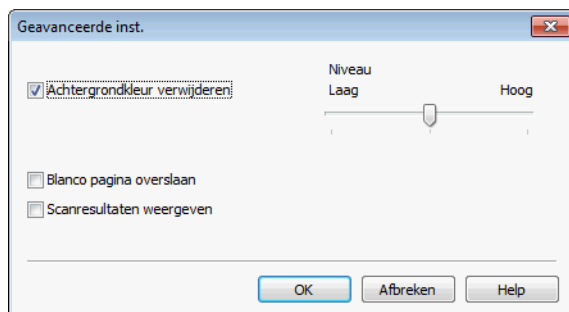 Geavanceerde inst.
Niveau
Achtergrondkleur verwijderen
Laag Hoog
Blanco pagina overslaan
Scanresultaten weergeven
OK Afbreken Help